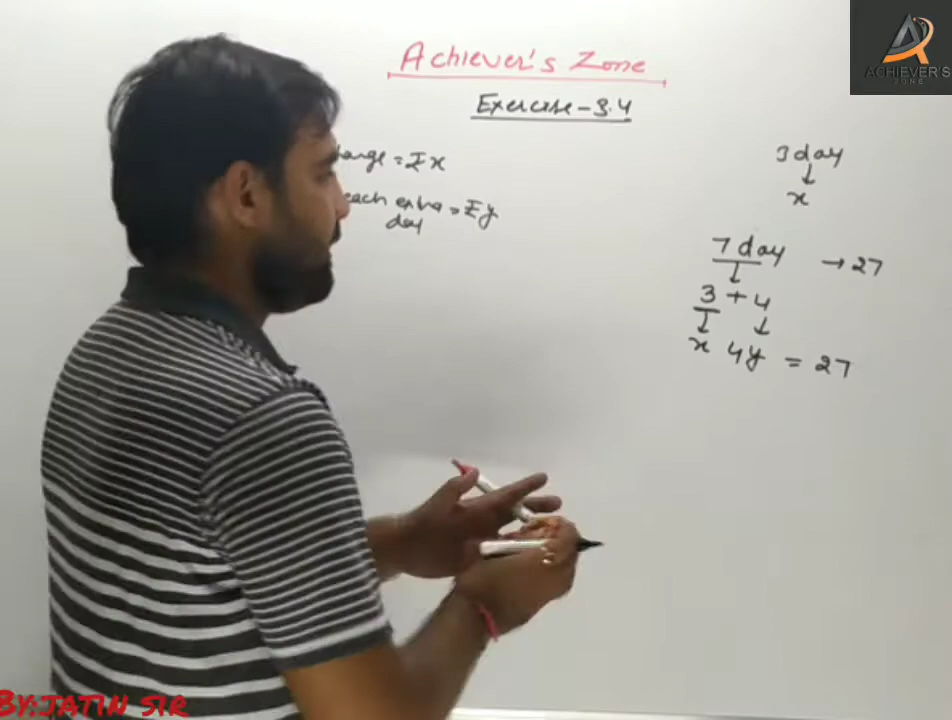 Achiever's Zone
Exercise-3.4
= ₹x
each extra = ₹y
day
3 day
↓
x
7 day → 27
↓
3 + 4
↓ ↓
x 4y = 27
ACHIEVER'S
ZONE
BY:JATIN SIR